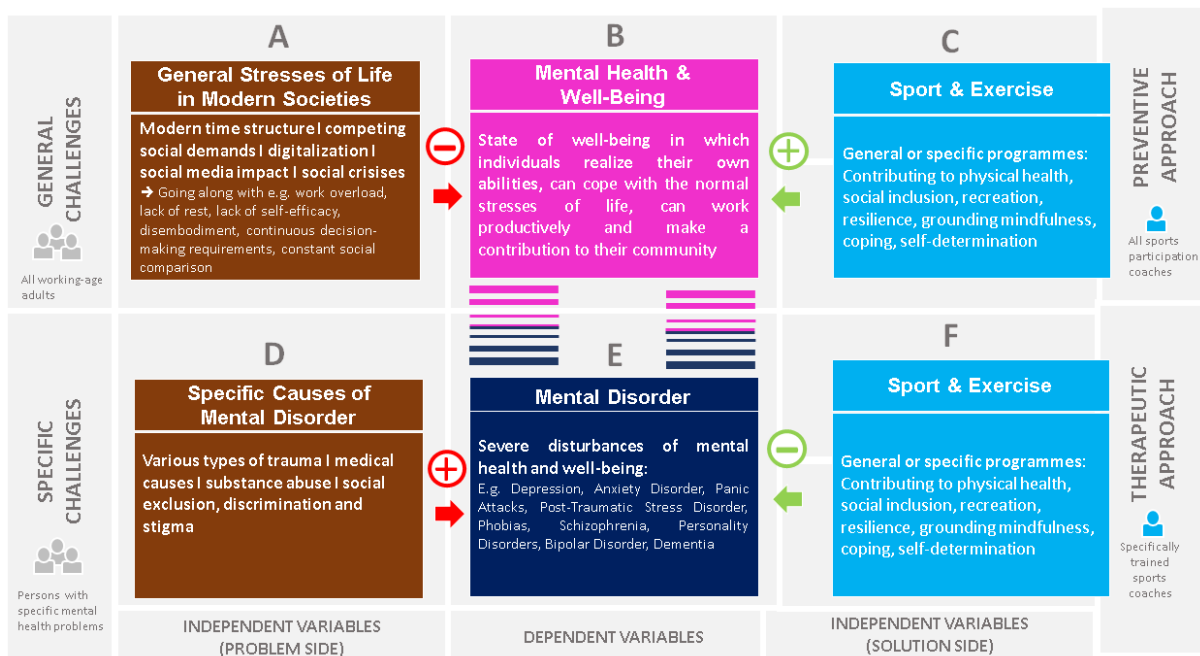 GENERAL
CHALLENGES
All working-age
adults
A
General Stresses of Life
in Modern Societies
Modern time structure I competing
social demands I digitalization I
social media impact I social crisises
➔ Going along with e.g. work overload,
lack of rest, lack of self-efficacy,
disembodiment, continuous decision-
making requirements, constant social
comparison
B
Mental Health &
Well-Being
State of well-being in which
individuals realize their own
abilities, can cope with the normal
stresses of life, can work
productively and make a
contribution to their community
C
Sport & Exercise
General or specific programmes:
Contributing to physical health,
social inclusion, recreation,
resilience, grounding mindfulness,
coping, self-determination
PREVENTIVE
APPROACH
All sports
participation
coaches
SPECIFIC
CHALLENGES
Persons with
specific mental
health problems
D
Specific Causes of
Mental Disorder
Various types of trauma I medical
causes I substance abuse I social
exclusion, discrimination and
stigma
E
Mental Disorder
Severe disturbances of mental
health and well-being:
E.g. Depression, Anxiety Disorder, Panic
Attacks, Post-Traumatic Stress Disorder,
Phobias, Schizophrenia, Personality
Disorders, Bipolar Disorder, Dementia
F
Sport & Exercise
General or specific programmes:
Contributing to physical health,
social inclusion, recreation,
resilience, grounding mindfulness,
coping, self-determination
THERAPEUTIC
APPROACH
Specifically
trained
sports
coaches
INDEPENDENT VARIABLES
(PROBLEM SIDE)
DEPENDENT VARIABLES
INDEPENDENT VARIABLES
(SOLUTION SIDE)